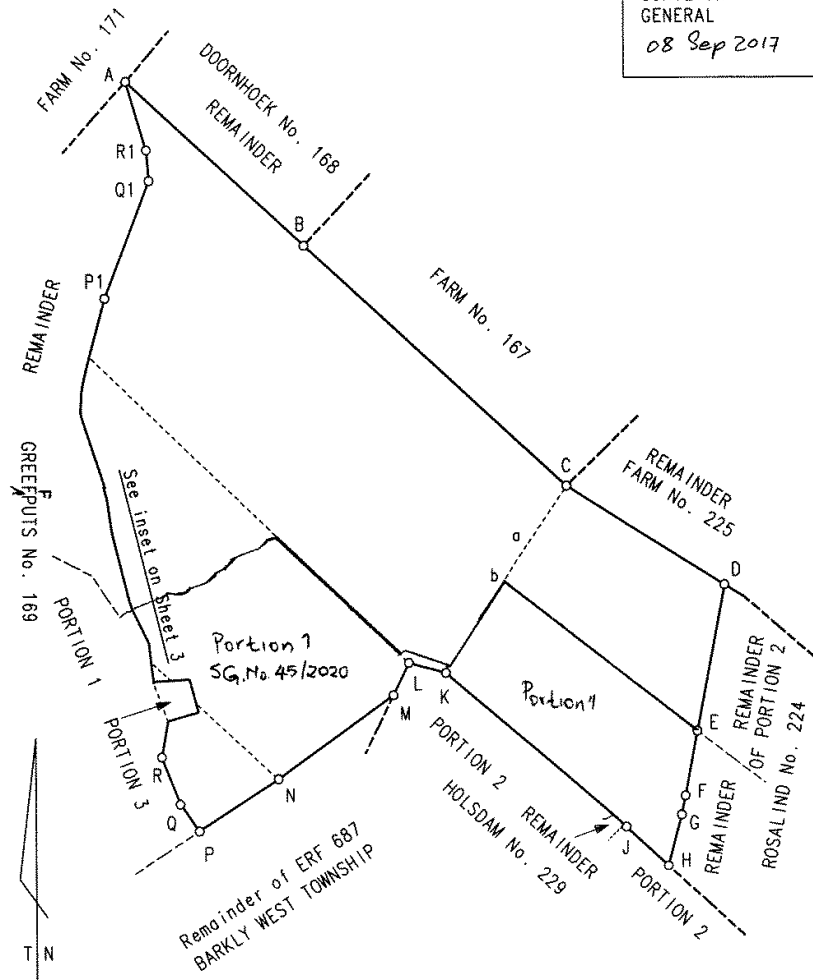 GENERAL
08 Sep 2017
FARM No. 171
A
DOORNHOEK No. 168
REMAINDER
R1
Q1
B
P1
REMAINDER
FARM No. 167
C
REMAINDER
FARM No. 225
a
b
D
GREEFPUTS No. 169
F
See inset on Sheet 3
PORTION 1
Portion 1
SG.No. 45/2020
L
K
M
Portion 1
E
REMAINDER
OF PORTION 2
ROSALIND No. 224
REMAINDER
PORTION 3
R
Q
P
N
PORTION 2
HOLSDAM No. 229
REMAINDER
F
G
J
H
PORTION 2
Remainder of ERF 687
BARKLY WEST TOWNSHIP
T N